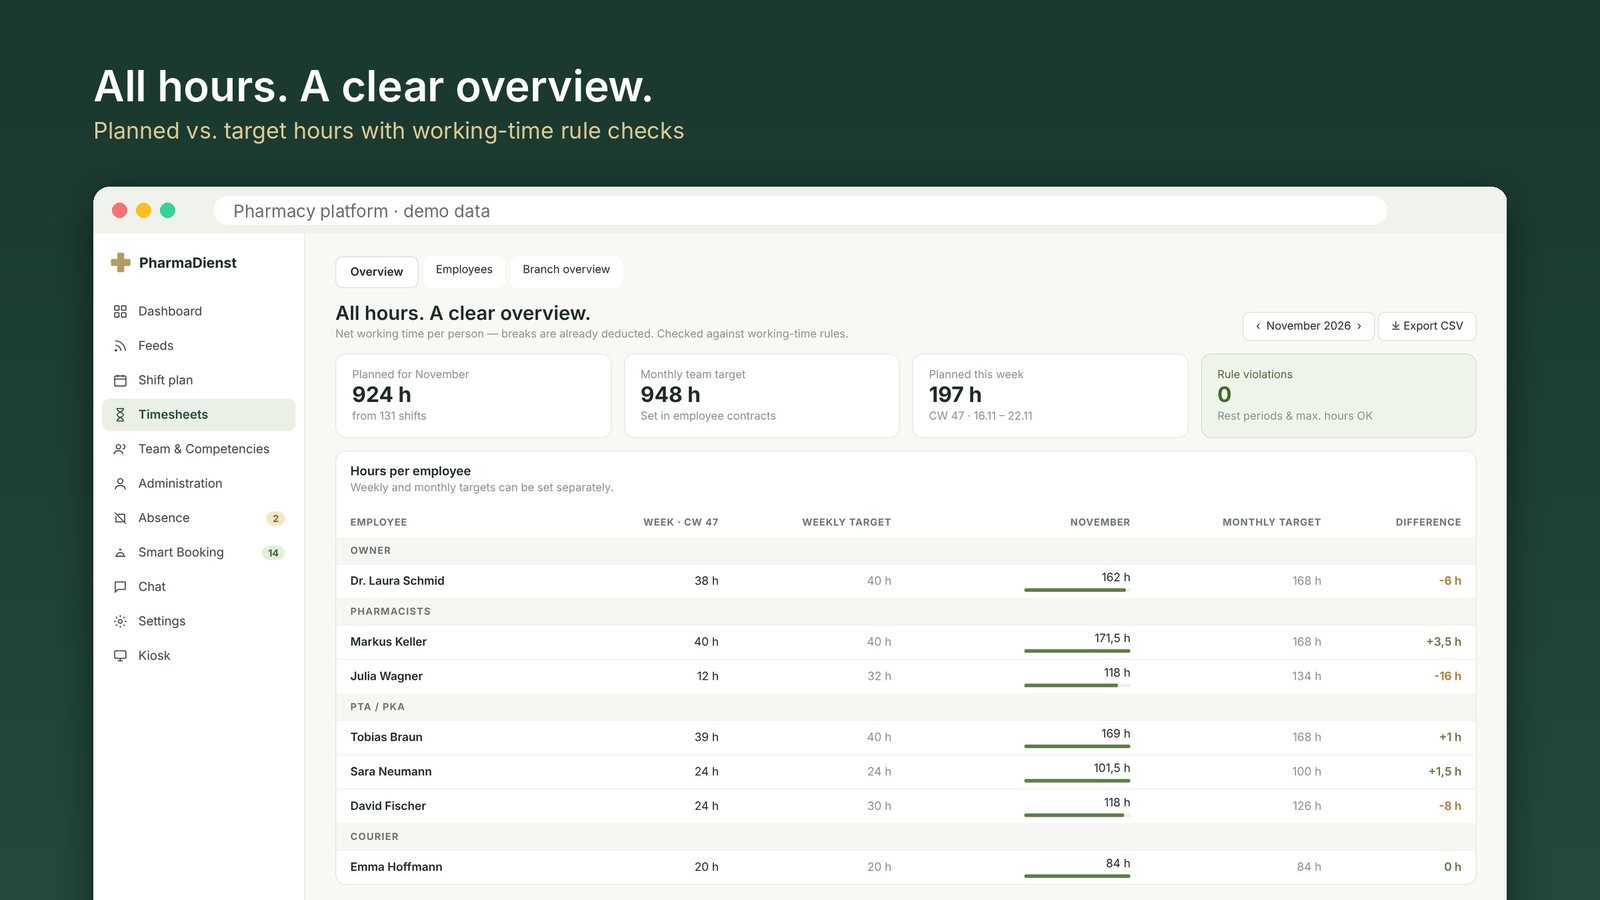 All hours. A clear overview.
Planned vs. target hours with working-time rule checks
Pharmacy platform · demo data
PharmaDienst
Dashboard
Feeds
Shift plan
Timesheets
Team & Competencies
Administration
Absence 2
Smart Booking 14
Chat
Settings
Kiosk
Overview Employees Branch overview
All hours. A clear overview.
Net working time per person — breaks are already deducted. Checked against working-time rules.
‹ November 2026 › Export CSV
Planned for November
924 h
from 131 shifts
Monthly team target
948 h
Set in employee contracts
Planned this week
197 h
CW 47 · 16.11 – 22.11
Rule violations
0
Rest periods & max. hours OK
Hours per employee
Weekly and monthly targets can be set separately.
EMPLOYEE WEEK · CW 47 WEEKLY TARGET NOVEMBER MONTHLY TARGET DIFFERENCE
OWNER
Dr. Laura Schmid 38 h 40 h 162 h 168 h -6 h
PHARMACISTS
Markus Keller 40 h 40 h 171,5 h 168 h +3,5 h
Julia Wagner 12 h 32 h 118 h 134 h -16 h
PTA / PKA
Tobias Braun 39 h 40 h 169 h 168 h +1 h
Sara Neumann 24 h 24 h 101,5 h 100 h +1,5 h
David Fischer 24 h 30 h 118 h 126 h -8 h
COURIER
Emma Hoffmann 20 h 20 h 84 h 84 h 0 h